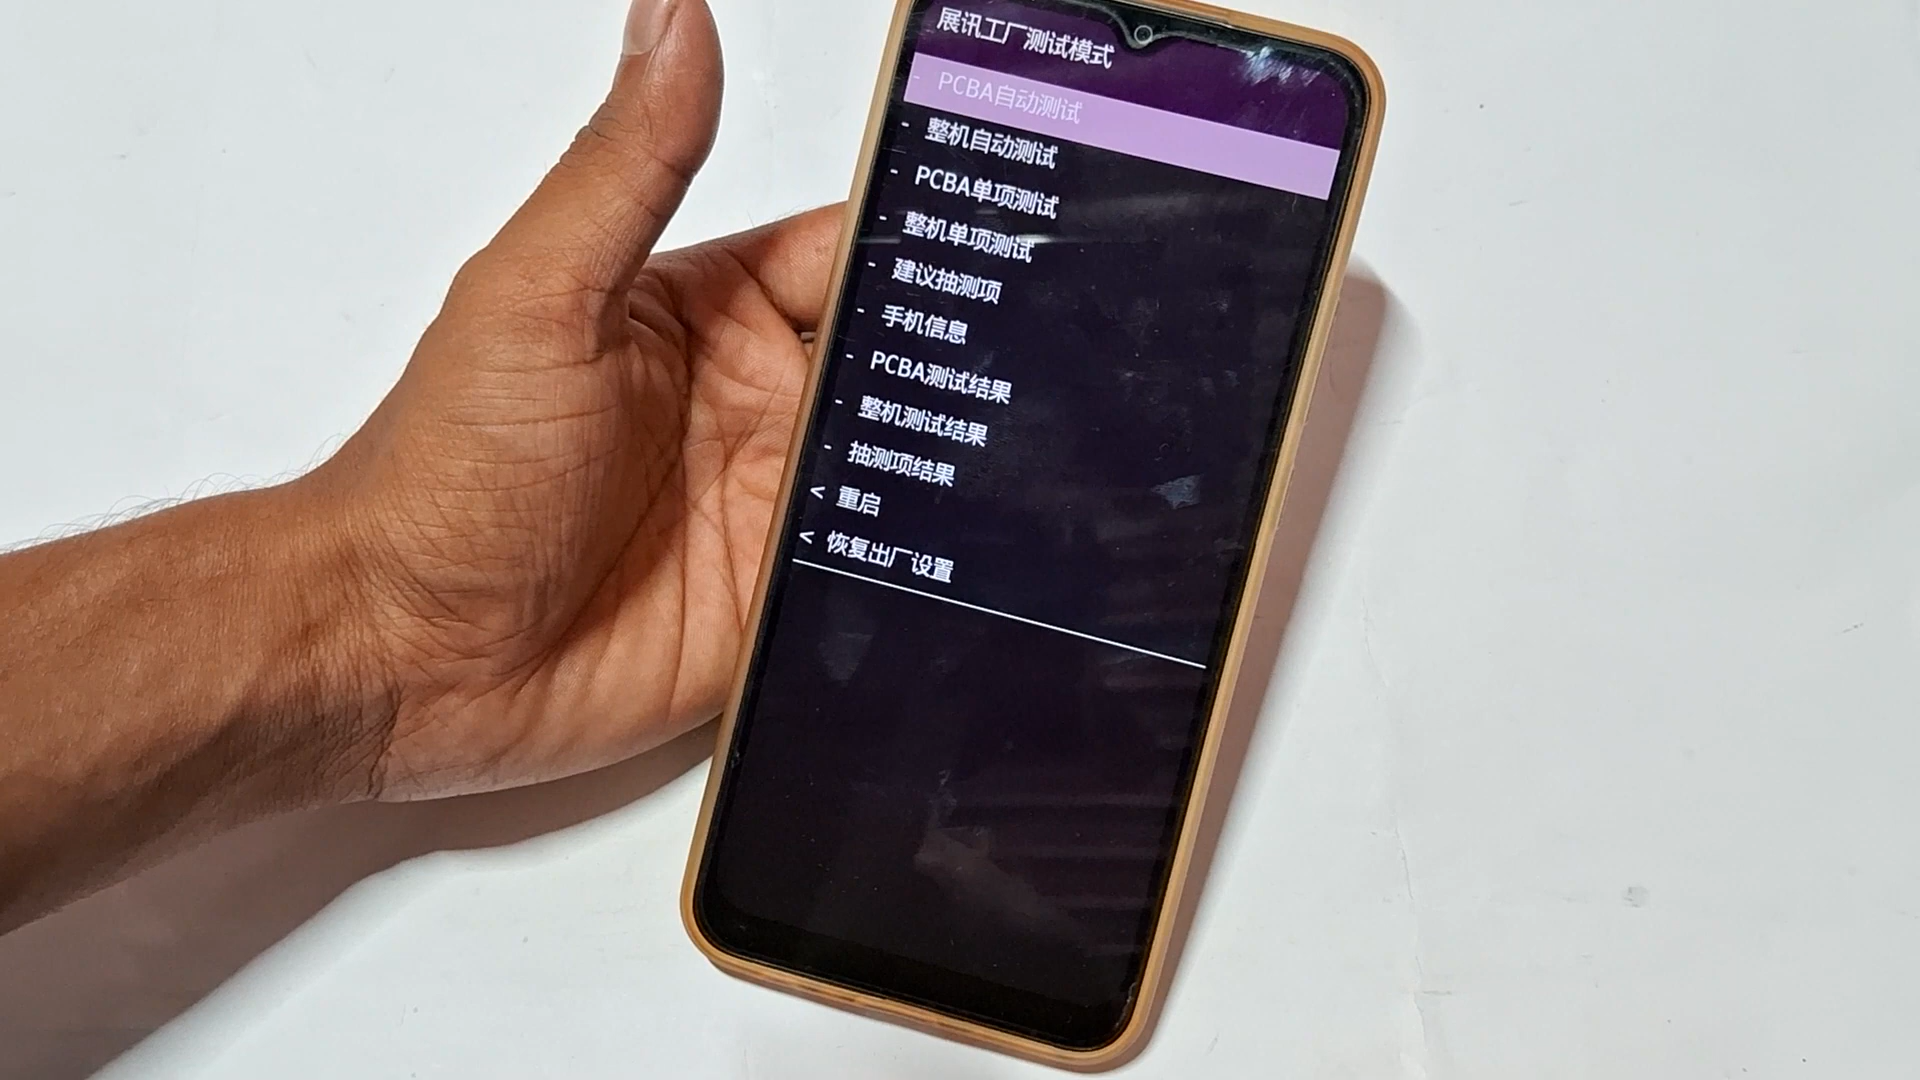 展讯工厂测试模式
- PCBA自动测试
- 整机自动测试
- PCBA单项测试
- 整机单项测试
- 建议抽测项
- 手机信息
- PCBA测试结果
- 整机测试结果
- 抽测项结果
< 重启
< 恢复出厂设置